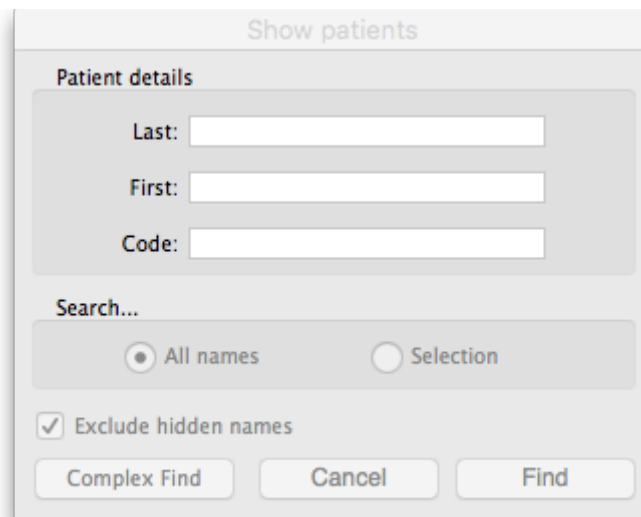 Show patients
Patient details
Last:
First:
Code:
Search...
All names Selection
Exclude hidden names
Complex Find Cancel Find